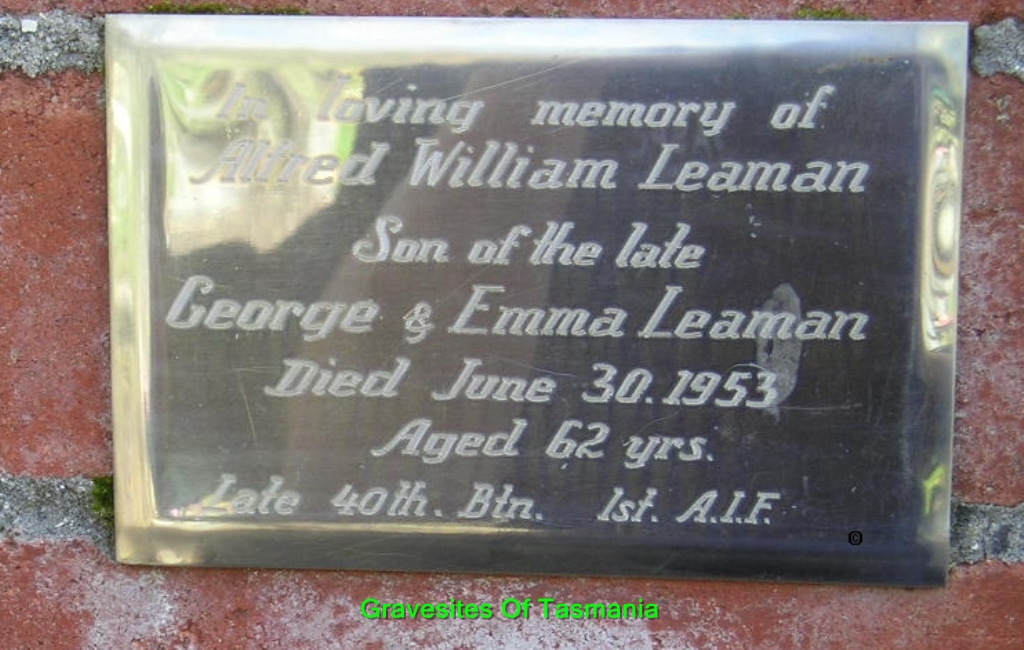 In loving memory of
Alfred William Leaman
Son of the late
George & Emma Leaman
Died June 30. 1953
Aged 62 yrs.
Late 40th. Btn. 1st. A.I.F.
©
Gravesites Of Tasmania